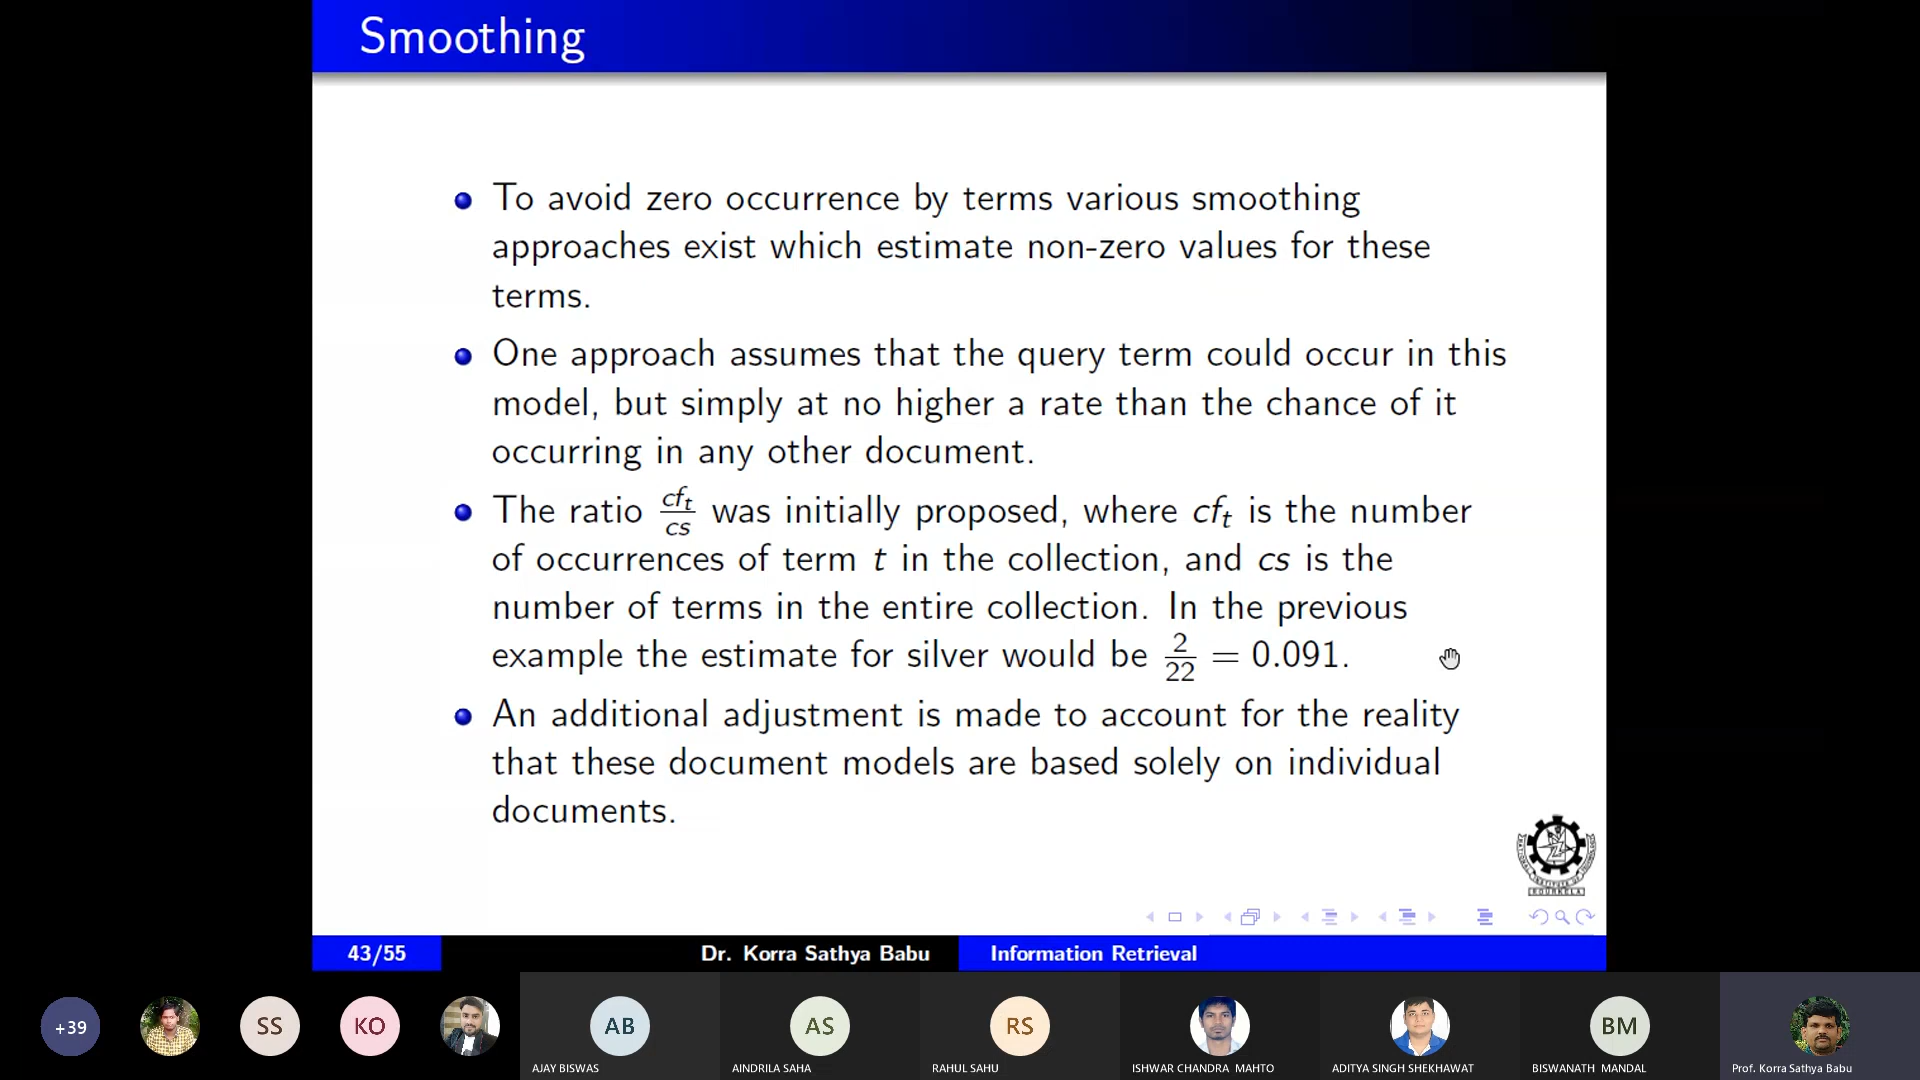 Smoothing
To avoid zero occurrence by terms various smoothing
approaches exist which estimate non-zero values for these
terms.
One approach assumes that the query term could occur in this
model, but simply at no higher a rate than the chance of it
occurring in any other document.
The ratio cf_t/cs was initially proposed, where cf_t is the number
of occurrences of term t in the collection, and cs is the
number of terms in the entire collection. In the previous
example the estimate for silver would be 2/22 = 0.091.
An additional adjustment is made to account for the reality
that these document models are based solely on individual
documents.
43/55 Dr. Korra Sathya Babu Information Retrieval
+39 SS KO AB AS RS BM
AJAY BISWAS AINDRILA SAHA RAHUL SAHU ISHWAR CHANDRA MAHTO ADITYA SINGH SHEKHAWAT BISWANATH MANDAL Prof. Korra Sathya Babu